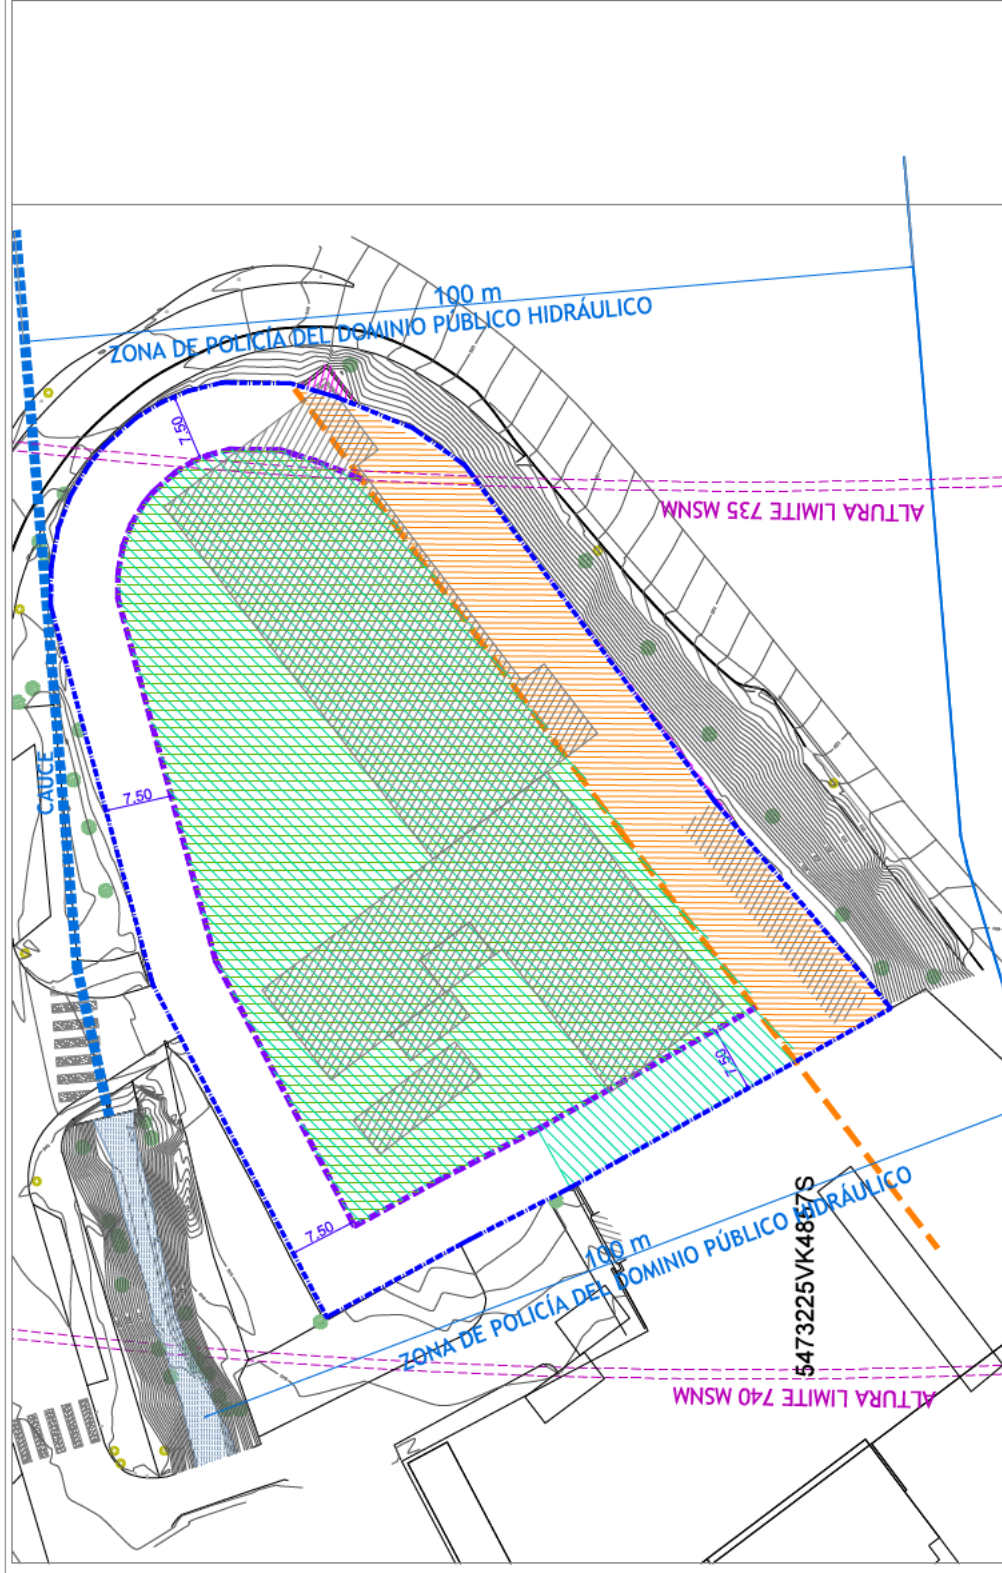 100 m
ZONA DE POLICÍA DEL DOMINIO PÚBLICO HIDRÁULICO
7.50
ALTURA LIMITE 735 MSNM
CAUCE
7.50
7.50
7.50
100 m
ZONA DE POLICÍA DEL DOMINIO PÚBLICO HIDRÁULICO
5473225VK4857S
ALTURA LIMITE 740 MSNM